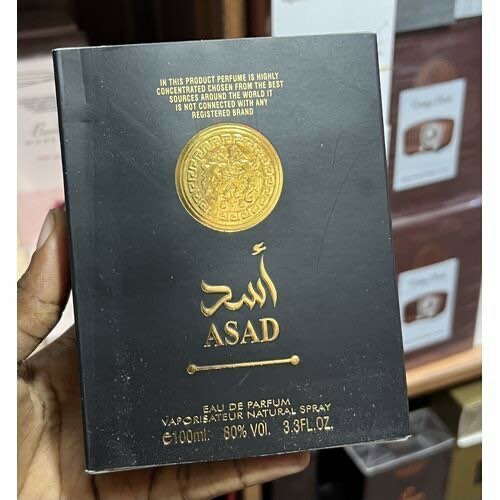 IN THIS PRODUCT PERFUME IS HIGHLY
CONCENTRATED CHOSEN FROM THE BEST
SOURCES AROUND THE WORLD IT
IS NOT CONNECTED WITH ANY
REGISTERED BRAND
أسد
ASAD
EAU DE PARFUM
VAPORISATEUR NATURAL SPRAY
℮100ml. 80% VOL. 3.3FL.OZ.